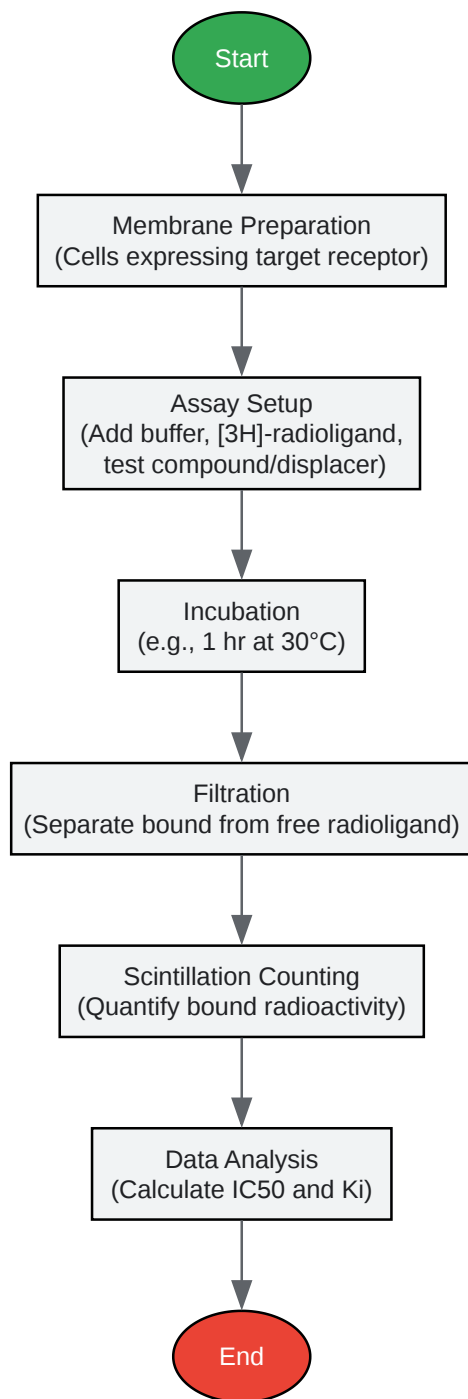 Start
Membrane Preparation
(Cells expressing target receptor)
Assay Setup
(Add buffer, [3H]-radioligand,
test compound/displacer)
Incubation
(e.g., 1 hr at 30°C)
Filtration
(Separate bound from free radioligand)
Scintillation Counting
(Quantify bound radioactivity)
Data Analysis
(Calculate IC50 and Ki)
End